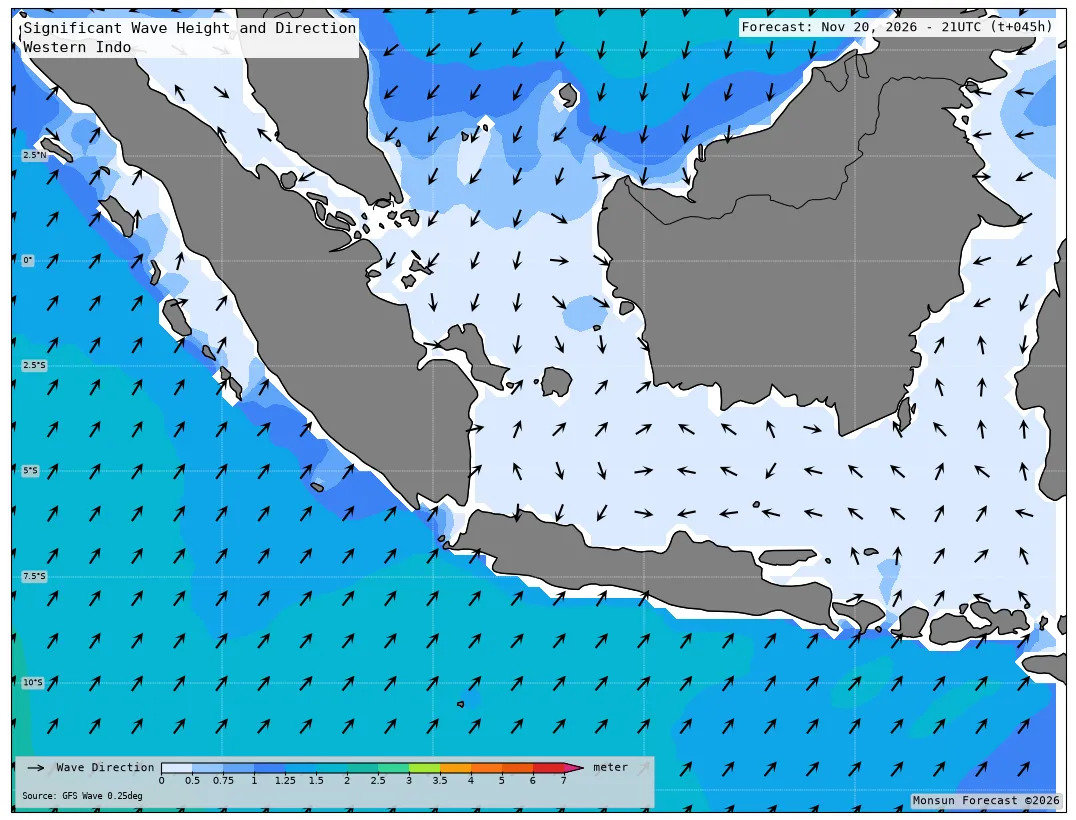 Significant Wave Height and Direction
Western Indo
Forecast: Nov 20, 2026 - 21UTC (t+045h)
2.5°N
0°
2.5°S
5°S
7.5°S
10°S
Wave Direction
meter
0 0.5 0.75 1 1.25 1.5 2 2.5 3 3.5 4 5 6 7
Source: GFS Wave 0.25deg
Monsun Forecast ©2026